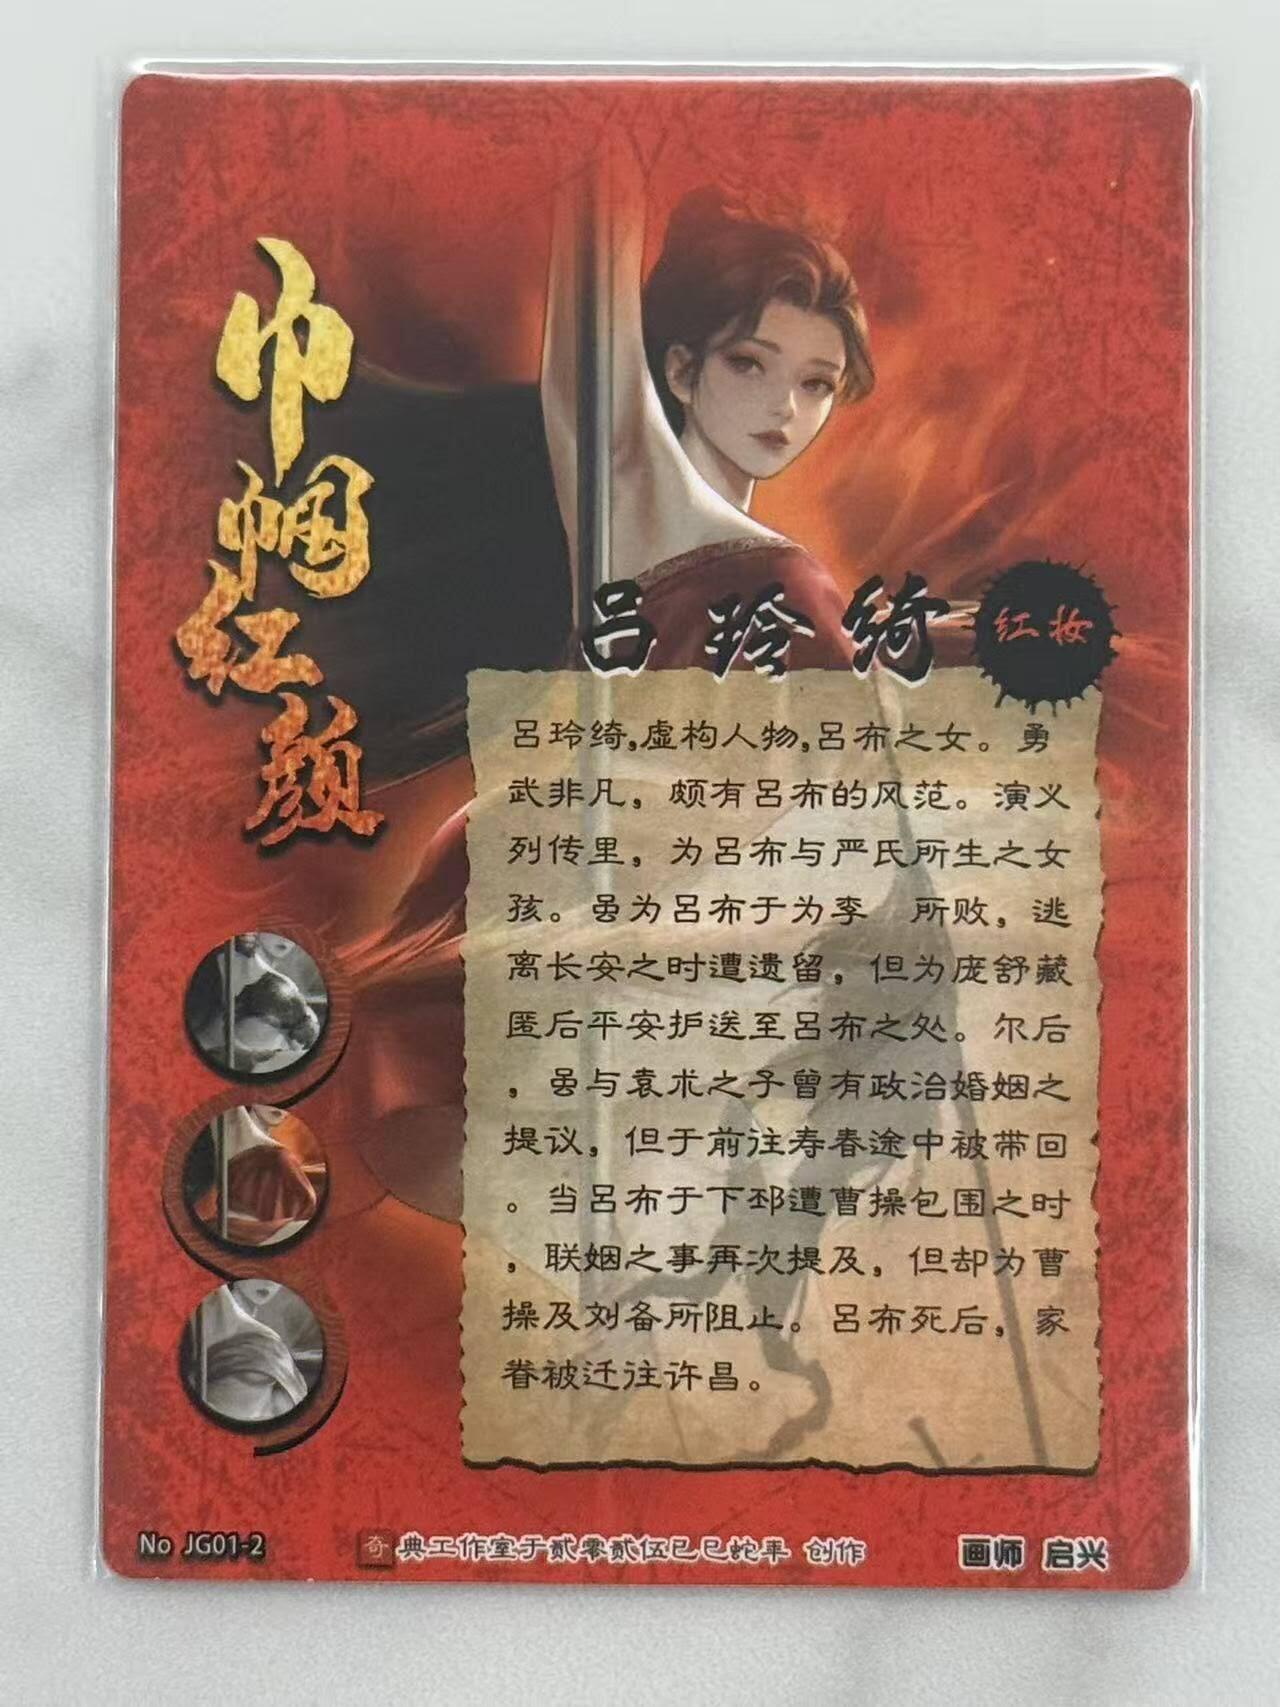 巾帼红颜
吕玲绮
红妆
吕玲绮,虚构人物,吕布之女。勇
武非凡，颇有吕布的风范。演义
列传里，为吕布与严氏所生之女
孩。虽为吕布于为李　所败，逃
离长安之时遭遗留，但为庞舒藏
匿后平安护送至吕布之处。尔后
，虽与袁术之子曾有政治婚姻之
提议，但于前往寿春途中被带回
。当吕布于下邳遭曹操包围之时
，联姻之事再次提及，但却为曹
操及刘备所阻止。吕布死后，家
眷被迁往许昌。
No JG01-2
奇典工作室于贰零贰伍已巳蛇年 创作
画师 启兴